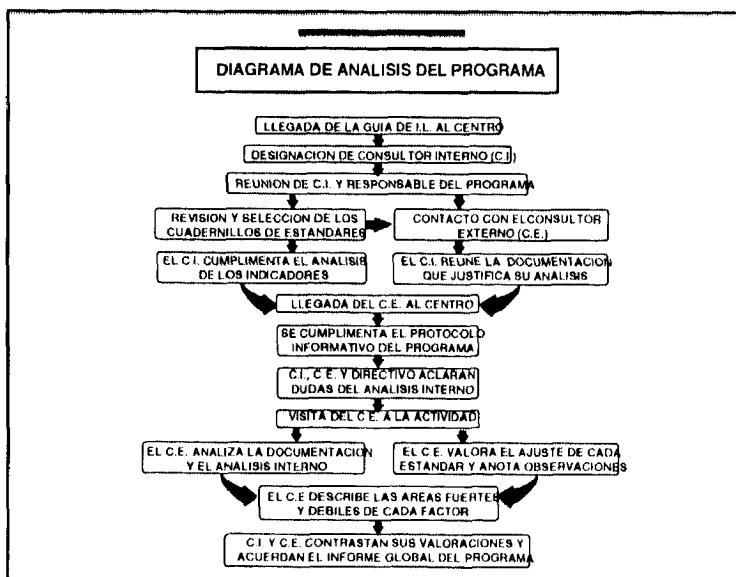 DIAGRAMA DE ANALISIS DEL PROGRAMA
LLEGADA DE LA GUIA DE I.L. AL CENTRO
DESIGNACION DE CONSULTOR INTERNO (C.I.)
REUNION DE C.I. Y RESPONSABLE DEL PROGRAMA
REVISION Y SELECCION DE LOS
CUADERNILLOS DE ESTANDARES
CONTACTO CON EL CONSULTOR
EXTERNO (C.E.)
EL C.I. CUMPLIMENTA EL ANALISIS
DE LOS INDICADORES
EL C.I. REUNE LA DOCUMENTACION
QUE JUSTIFICA SU ANALISIS
LLEGADA DEL C.E. AL CENTRO
SE CUMPLIMENTA EL PROTOCOLO
INFORMATIVO DEL PROGRAMA
C.I., C.E. Y DIRECTIVO ACLARAN
DUDAS DEL ANALISIS INTERNO
VISITA DEL C.E. A LA ACTIVIDAD
EL C.E. ANALIZA LA DOCUMENTACION
Y EL ANALISIS INTERNO
EL C.E. VALORA EL AJUSTE DE CADA
ESTANDAR Y ANOTA OBSERVACIONES
EL C.E DESCRIBE LAS AREAS FUERTES
Y DEBILES DE CADA FACTOR
C.I. Y C.E. CONTRASTAN SUS VALORACIONES Y
ACUERDAN EL INFORME GLOBAL DEL PROGRAMA